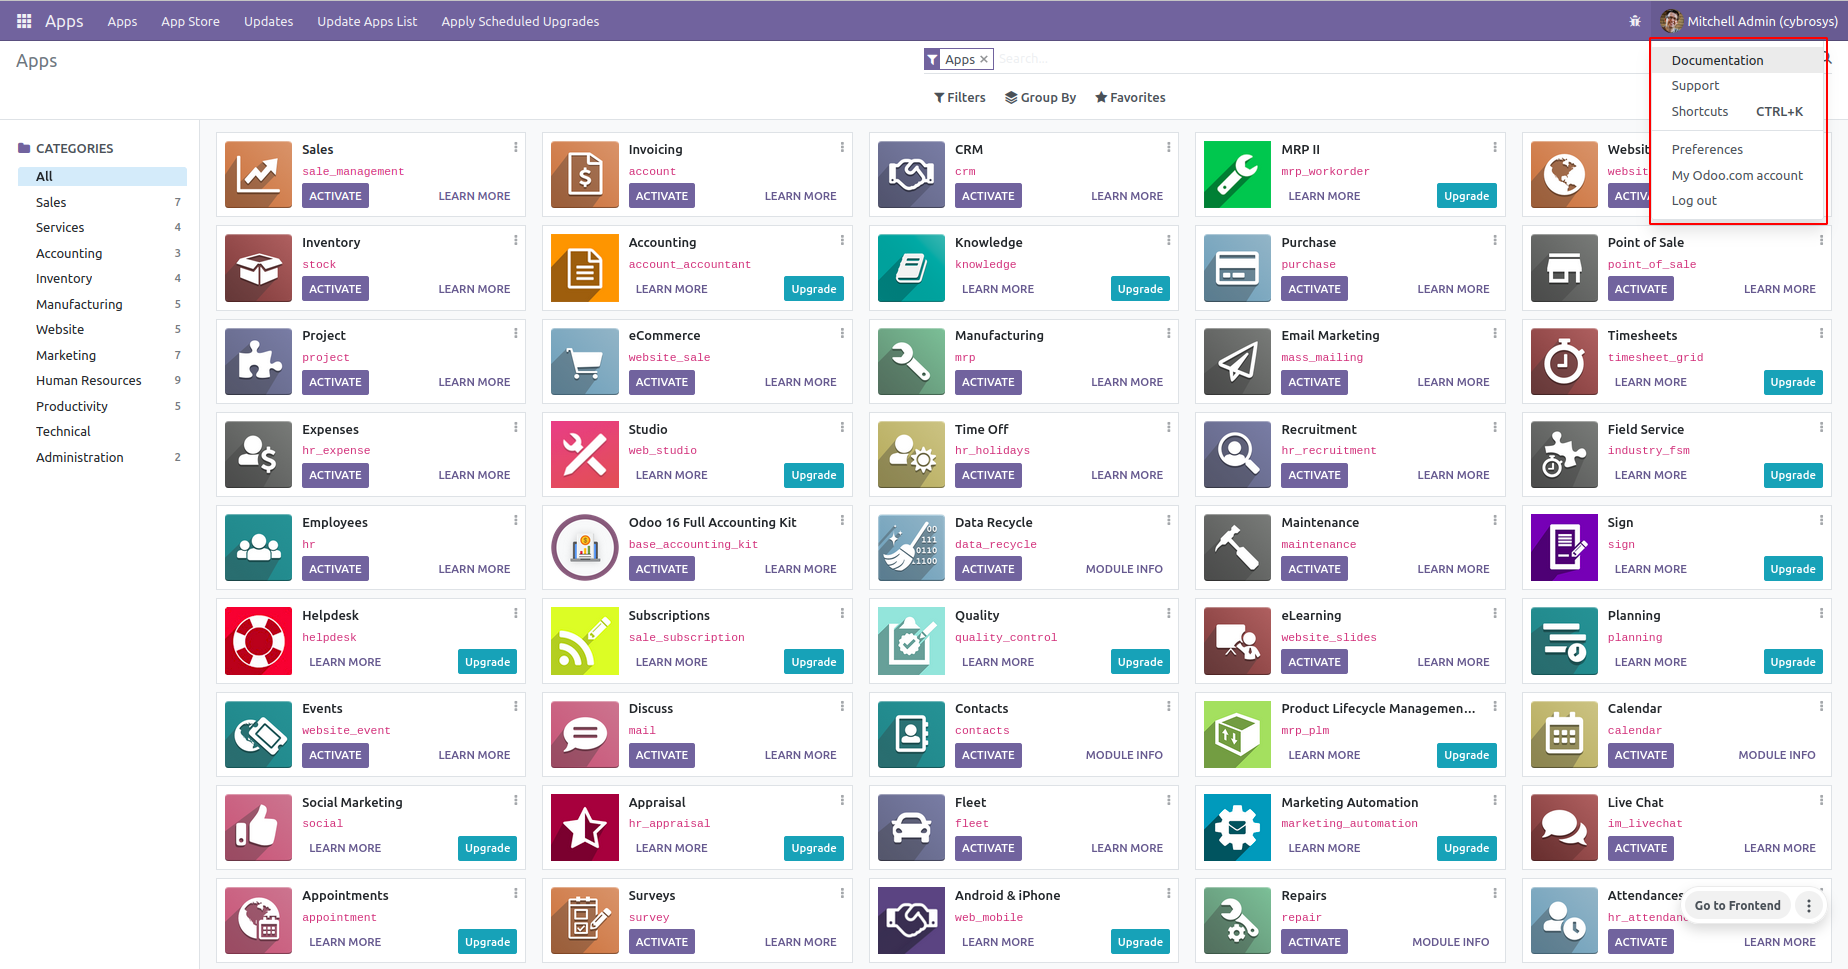 Apps Apps App Store Updates Update Apps List Apply Scheduled Upgrades Mitchell Admin (cybrosys)
Apps
Apps ×
Search...
Filters Group By Favorites
Documentation
Support
Shortcuts CTRL+K
Preferences
My Odoo.com account
Log out
CATEGORIES
All
Sales 7
Services 4
Accounting 3
Inventory 4
Manufacturing 5
Website 5
Marketing 7
Human Resources 9
Productivity 5
Technical
Administration 2
Sales
sale_management
ACTIVATE LEARN MORE
Invoicing
account
ACTIVATE LEARN MORE
CRM
crm
ACTIVATE LEARN MORE
MRP II
mrp_workorder
LEARN MORE Upgrade
Inventory
stock
ACTIVATE LEARN MORE
Accounting
account_accountant
LEARN MORE Upgrade
Knowledge
knowledge
LEARN MORE Upgrade
Purchase
purchase
ACTIVATE LEARN MORE
Point of Sale
point_of_sale
ACTIVATE LEARN MORE
Project
project
ACTIVATE LEARN MORE
eCommerce
website_sale
ACTIVATE LEARN MORE
Manufacturing
mrp
ACTIVATE LEARN MORE
Email Marketing
mass_mailing
ACTIVATE LEARN MORE
Timesheets
timesheet_grid
LEARN MORE Upgrade
Expenses
hr_expense
ACTIVATE LEARN MORE
Studio
web_studio
LEARN MORE Upgrade
Time Off
hr_holidays
ACTIVATE LEARN MORE
Recruitment
hr_recruitment
ACTIVATE LEARN MORE
Field Service
industry_fsm
LEARN MORE Upgrade
Employees
hr
ACTIVATE LEARN MORE
Odoo 16 Full Accounting Kit
base_accounting_kit
ACTIVATE LEARN MORE
Data Recycle
data_recycle
ACTIVATE MODULE INFO
Maintenance
maintenance
ACTIVATE LEARN MORE
Sign
sign
LEARN MORE Upgrade
Helpdesk
helpdesk
LEARN MORE Upgrade
Subscriptions
sale_subscription
LEARN MORE Upgrade
Quality
quality_control
LEARN MORE Upgrade
eLearning
website_slides
ACTIVATE LEARN MORE
Planning
planning
LEARN MORE Upgrade
Events
website_event
ACTIVATE LEARN MORE
Discuss
mail
ACTIVATE LEARN MORE
Contacts
contacts
ACTIVATE MODULE INFO
Product Lifecycle Managemen...
mrp_plm
LEARN MORE Upgrade
Calendar
calendar
ACTIVATE MODULE INFO
Social Marketing
social
LEARN MORE Upgrade
Appraisal
hr_appraisal
LEARN MORE Upgrade
Fleet
fleet
ACTIVATE LEARN MORE
Marketing Automation
marketing_automation
LEARN MORE Upgrade
Live Chat
im_livechat
ACTIVATE LEARN MORE
Appointments
appointment
LEARN MORE Upgrade
Surveys
survey
ACTIVATE LEARN MORE
Android & iPhone
web_mobile
LEARN MORE Upgrade
Repairs
repair
ACTIVATE MODULE INFO
Attendances
ACTIVATE LEARN MORE
Go to Frontend